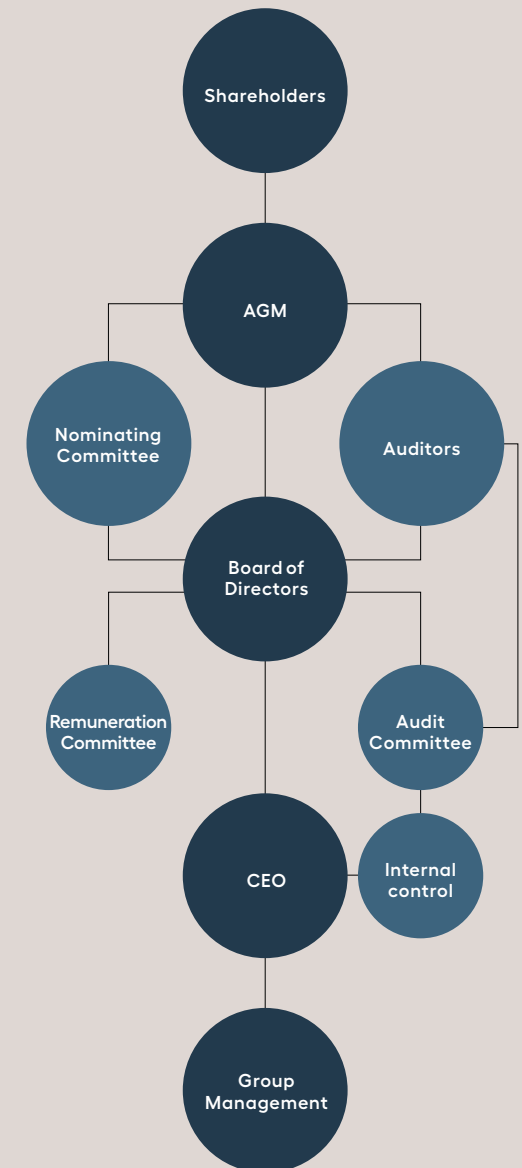 Shareholders
AGM
Nominating
Committee
Auditors
Board of
Directors
Remuneration
Committee
Audit
Committee
CEO
Internal
control
Group
Management